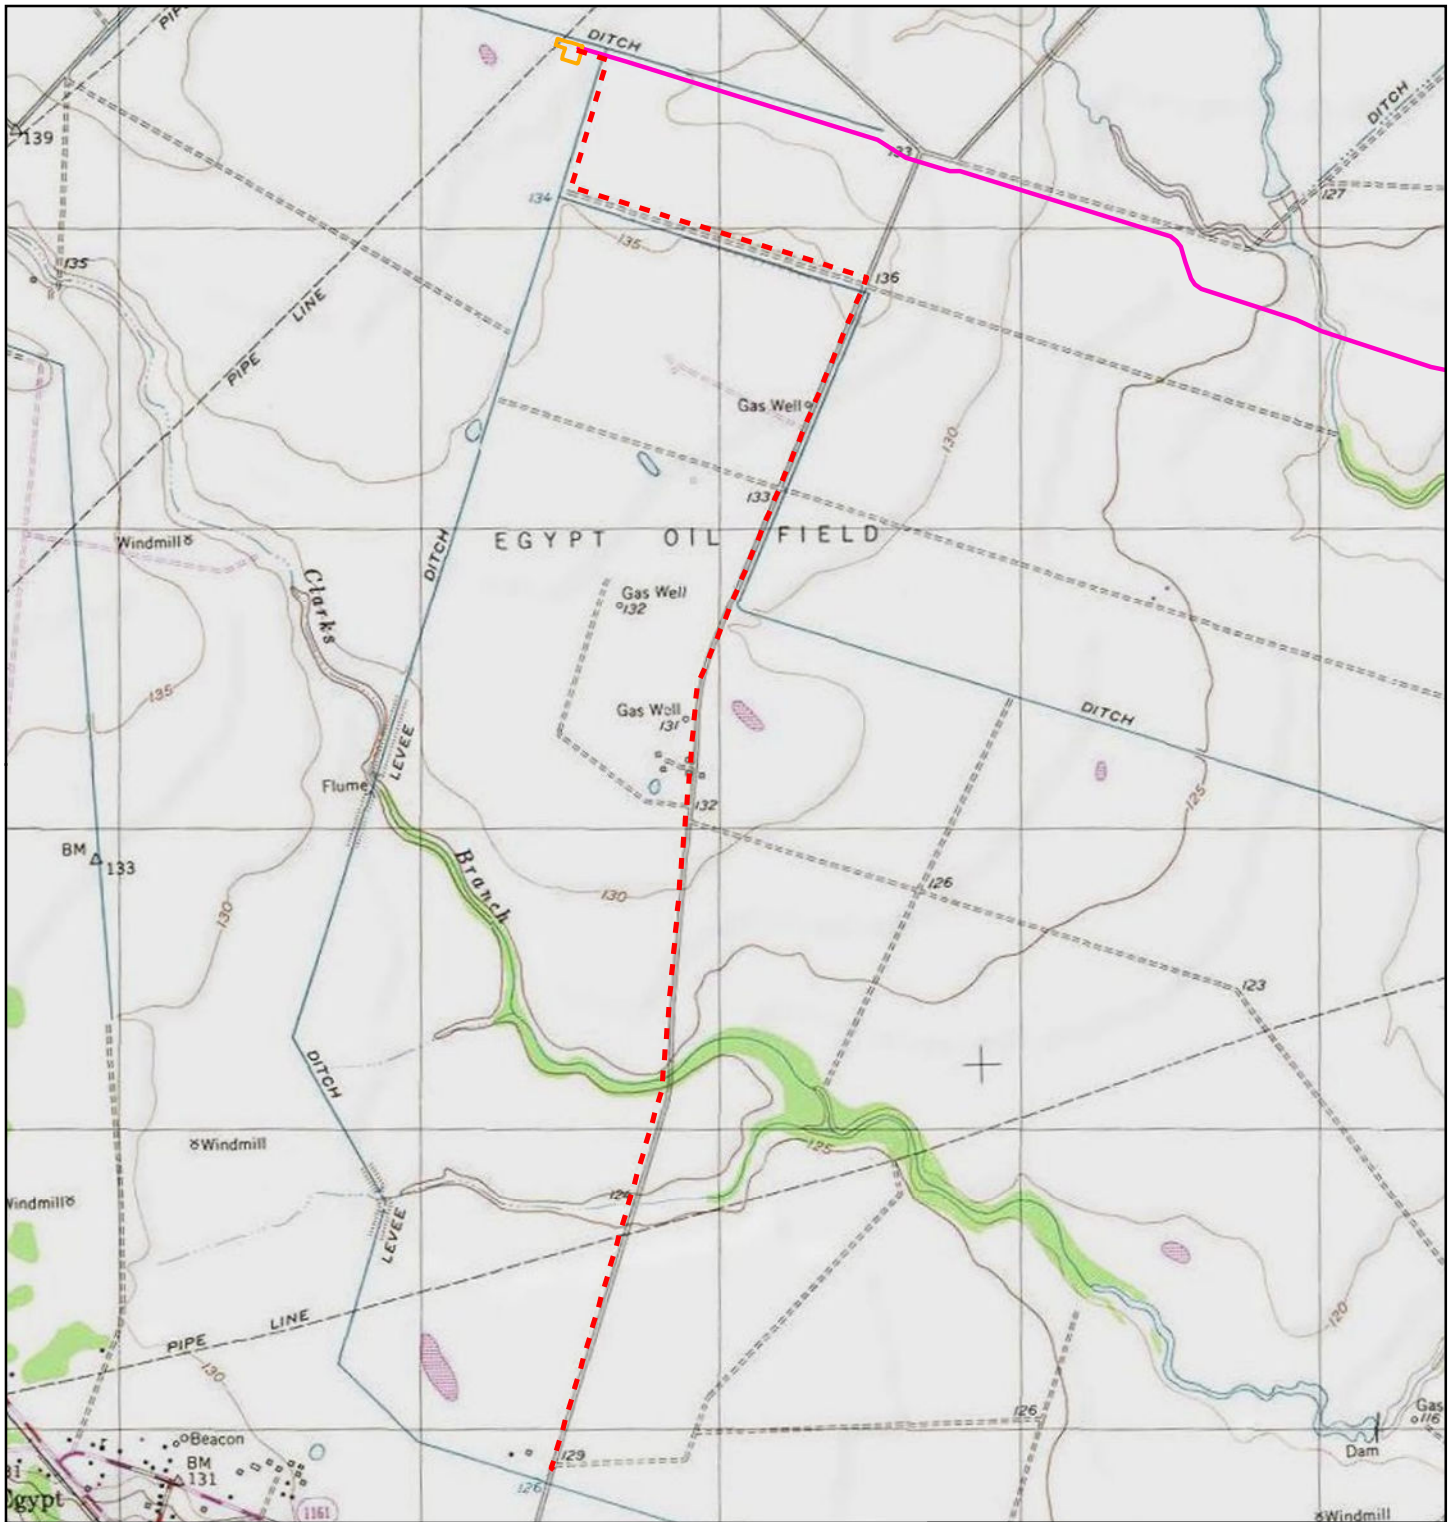 PIPE
DITCH
139
133
DITCH
127
134
135
135
136
LINE
PIPE
Gas Well
130
133
Windmill
DITCH
EGYPT OIL FIELD
Clarks
Gas Well
132
135
Gas Well
131
DITCH
LEVEE
Flume
132
125
BM
133
Branch
126
130
130
123
DITCH
Windmill
125
Windmill
124
LEVEE
LINE
PIPE
120
130
126
Gas
116
Beacon
129
Dam
BM
131
126
Egypt
1161
Windmill